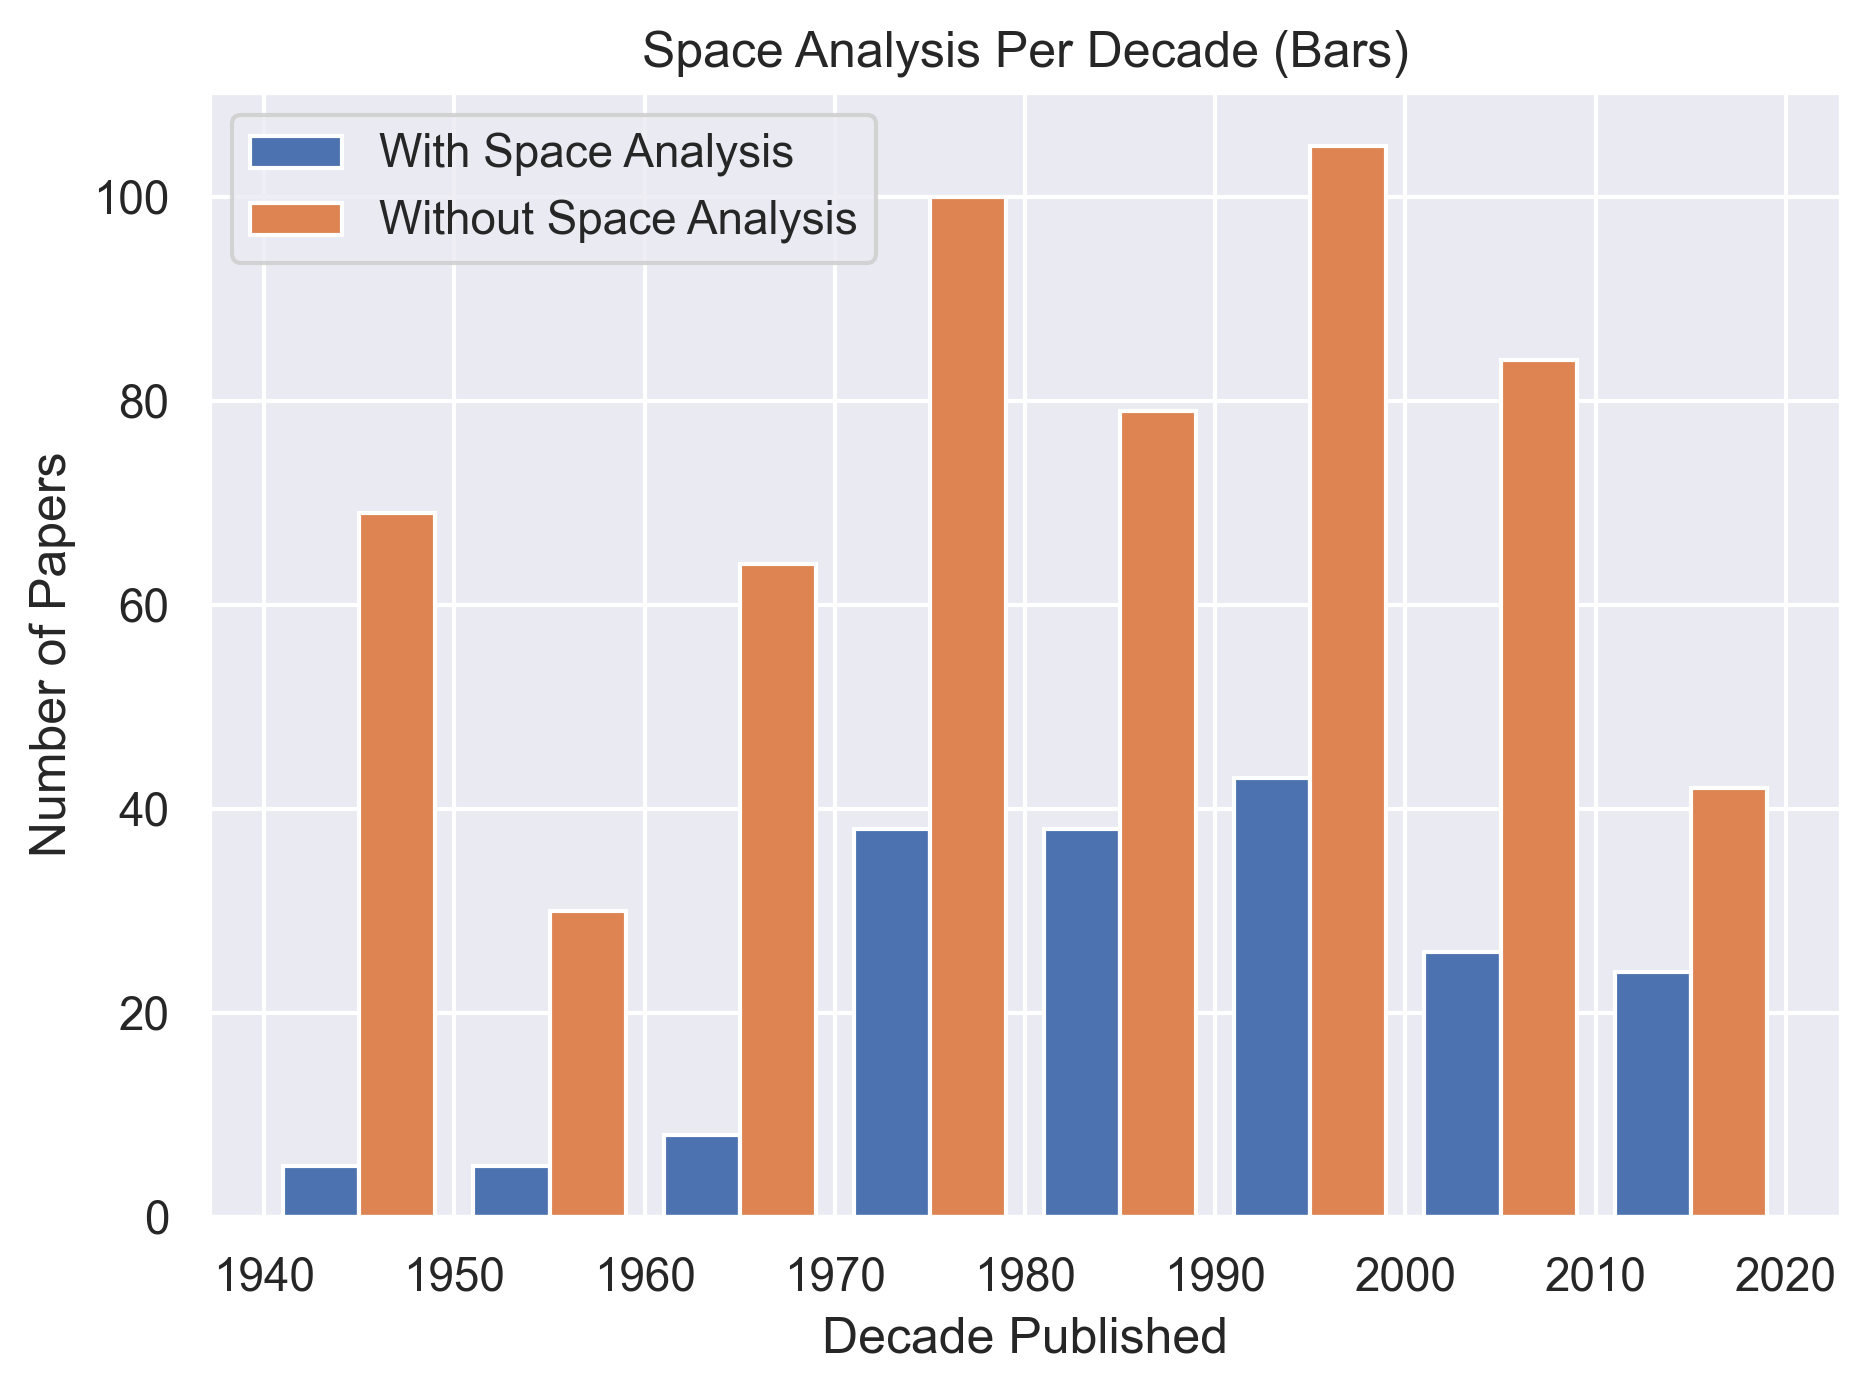 Space Analysis Per Decade (Bars)
With Space Analysis
Without Space Analysis
Number of Papers
100
80
60
40
20
0
1940 1950 1960 1970 1980 1990 2000 2010 2020
Decade Published